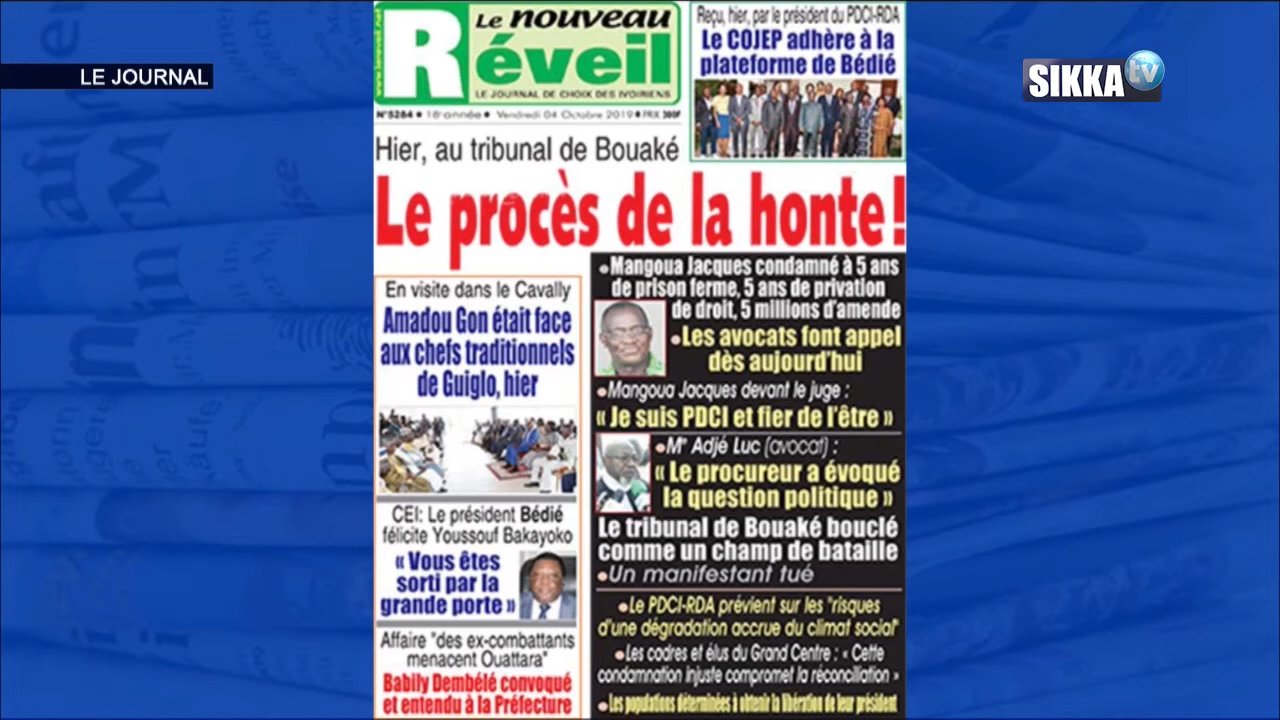 LE JOURNAL
SIKKA tv
www.lereveil.net
R
Le nouveau
Réveil
LE JOURNAL DE CHOIX DES IVOIRIENS
N°5284 • 18e année • Vendredi 04 Octobre 2019 • PRIX 300F
Reçu, hier, par le président du PDCI-RDA
Le COJEP adhère à la
plateforme de Bédié
Hier, au tribunal de Bouaké
Le procès de la honte !
En visite dans le Cavally
Amadou Gon était face
aux chefs traditionnels
de Guiglo, hier
CEI: Le président Bédié
félicite Youssouf Bakayoko
« Vous êtes
sorti par la
grande porte »
Affaire "des ex-combattants
menacent Ouattara"
Babily Dembélé convoqué
et entendu à la Préfecture
•Mangoua Jacques condamné à 5 ans
de prison ferme, 5 ans de privation
de droit, 5 millions d'amende
•Les avocats font appel
dès aujourd'hui
•Mangoua Jacques devant le juge :
« Je suis PDCI et fier de l'être »
•Me Adjé Luc (avocat) :
« Le procureur a évoqué
la question politique »
Le tribunal de Bouaké bouclé
comme un champ de bataille
•Un manifestant tué
•Le PDCI-RDA prévient sur les "risques
d'une dégradation accrue du climat social"
•Les cadres et élus du Grand Centre : « Cette
condamnation injuste compromet la réconciliation »
•Les populations déterminées à obtenir la libération de leur président